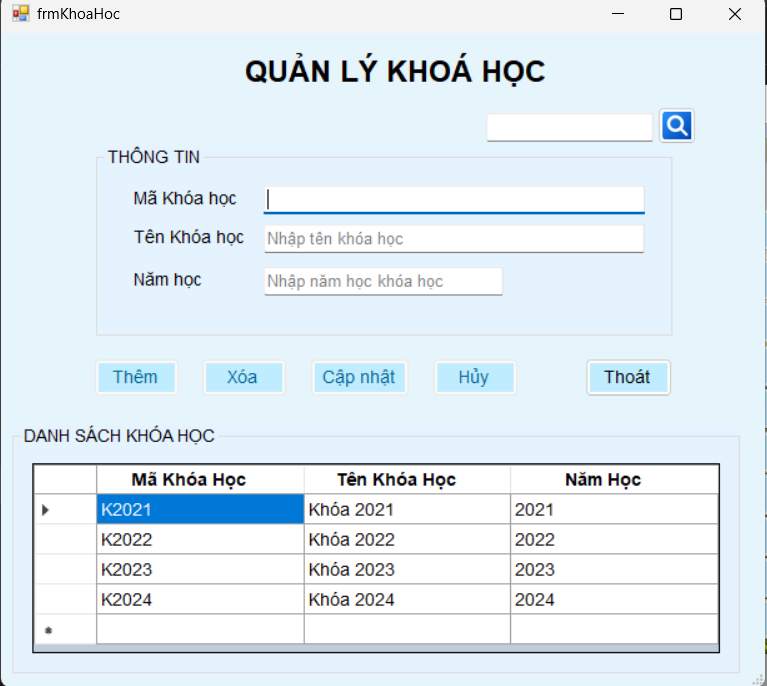 frmKhoaHoc
QUẢN LÝ KHOÁ HỌC
THÔNG TIN
Mã Khóa học
Tên Khóa học Nhập tên khóa học
Năm học Nhập năm học khóa học
Thêm Xóa Cập nhật Hủy Thoát
DANH SÁCH KHÓA HỌC
Mã Khóa Học Tên Khóa Học Năm Học
K2021 Khóa 2021 2021
K2022 Khóa 2022 2022
K2023 Khóa 2023 2023
K2024 Khóa 2024 2024